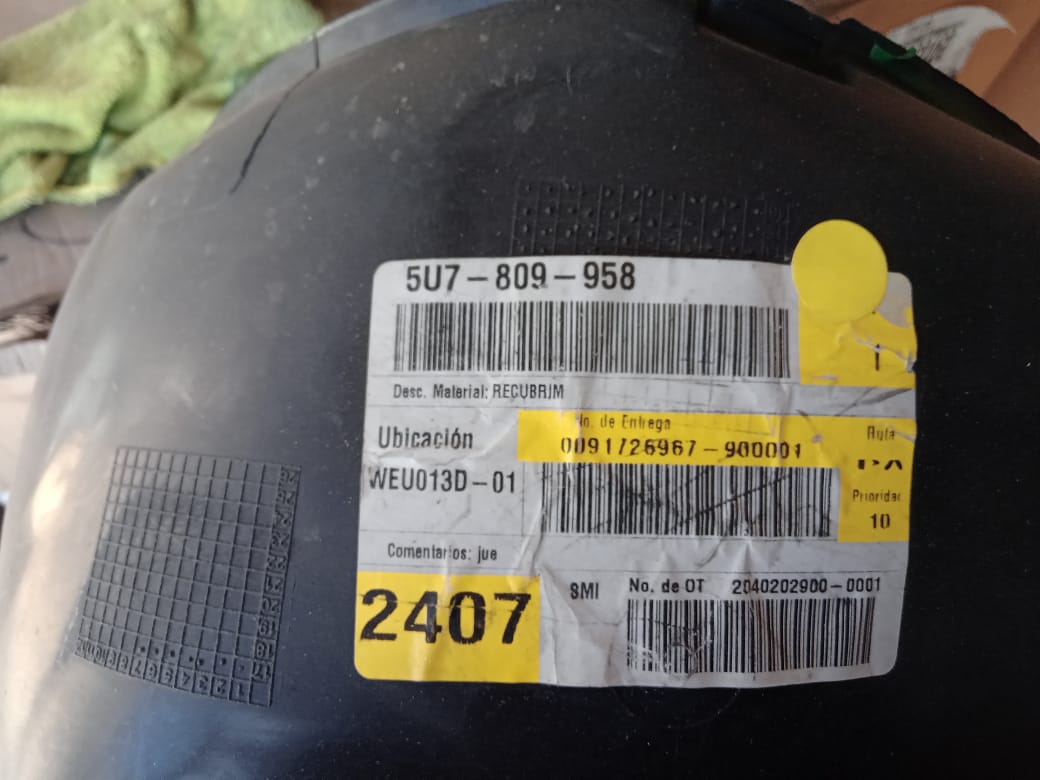 5U7-809-958
Desc. Material: RECUBRIM
Ubicación
No. de Entrega
0091726967-900001
Ruta
WEU013D-01
Prioridad
10
Comentarios: jue
2407
SMI
No. de OT 2040202900-0001